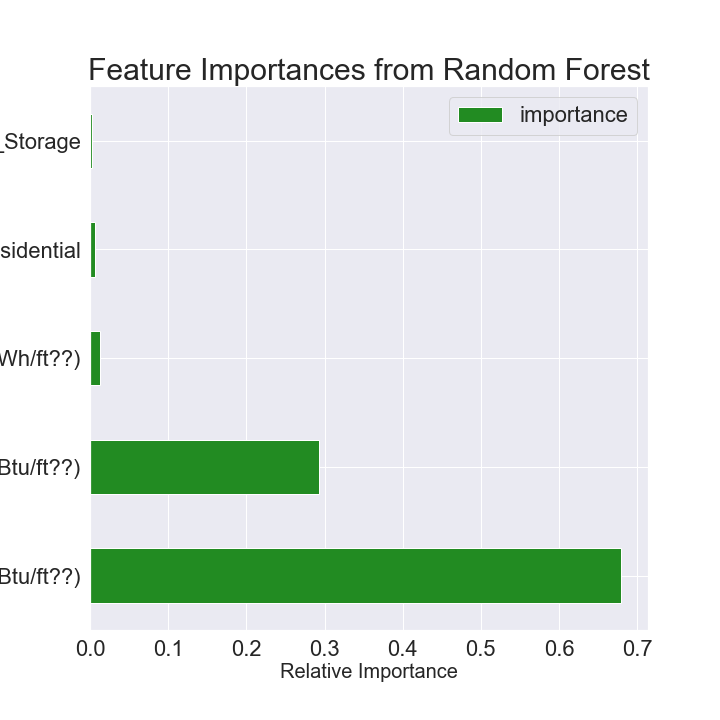 Feature Importances from Random Forest
importance
_Storage
sidential
Wh/ft??)
Btu/ft??)
Btu/ft??)
0.0 0.1 0.2 0.3 0.4 0.5 0.6 0.7
Relative Importance